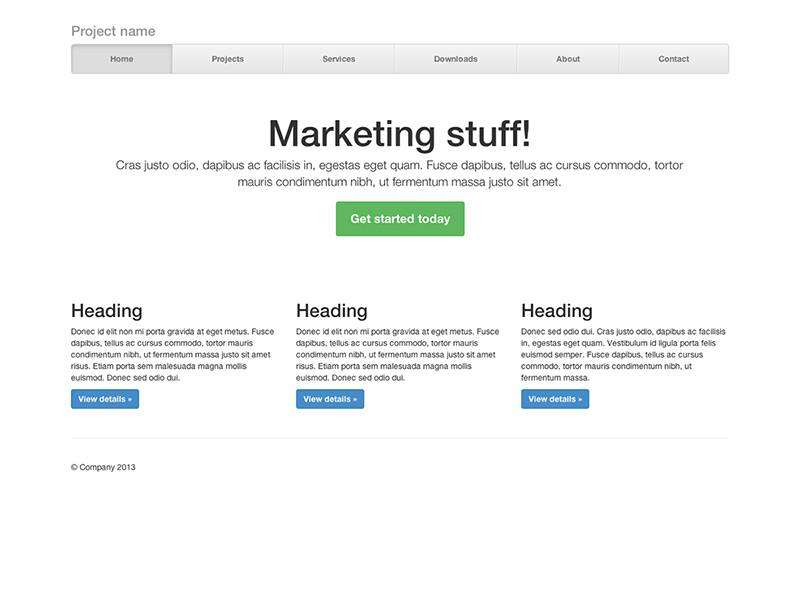 Project name
Home Projects Services Downloads About Contact
Marketing stuff!
Cras justo odio, dapibus ac facilisis in, egestas eget quam. Fusce dapibus, tellus ac cursus commodo, tortor
mauris condimentum nibh, ut fermentum massa justo sit amet.
Get started today
Heading
Donec id elit non mi porta gravida at eget metus. Fusce
dapibus, tellus ac cursus commodo, tortor mauris
condimentum nibh, ut fermentum massa justo sit amet
risus. Etiam porta sem malesuada magna mollis
euismod. Donec sed odio dui.
View details »
Heading
Donec id elit non mi porta gravida at eget metus. Fusce
dapibus, tellus ac cursus commodo, tortor mauris
condimentum nibh, ut fermentum massa justo sit amet
risus. Etiam porta sem malesuada magna mollis
euismod. Donec sed odio dui.
View details »
Heading
Donec sed odio dui. Cras justo odio, dapibus ac facilisis
in, egestas eget quam. Vestibulum id ligula porta felis
euismod semper. Fusce dapibus, tellus ac cursus
commodo, tortor mauris condimentum nibh, ut
fermentum massa.
View details »
© Company 2013